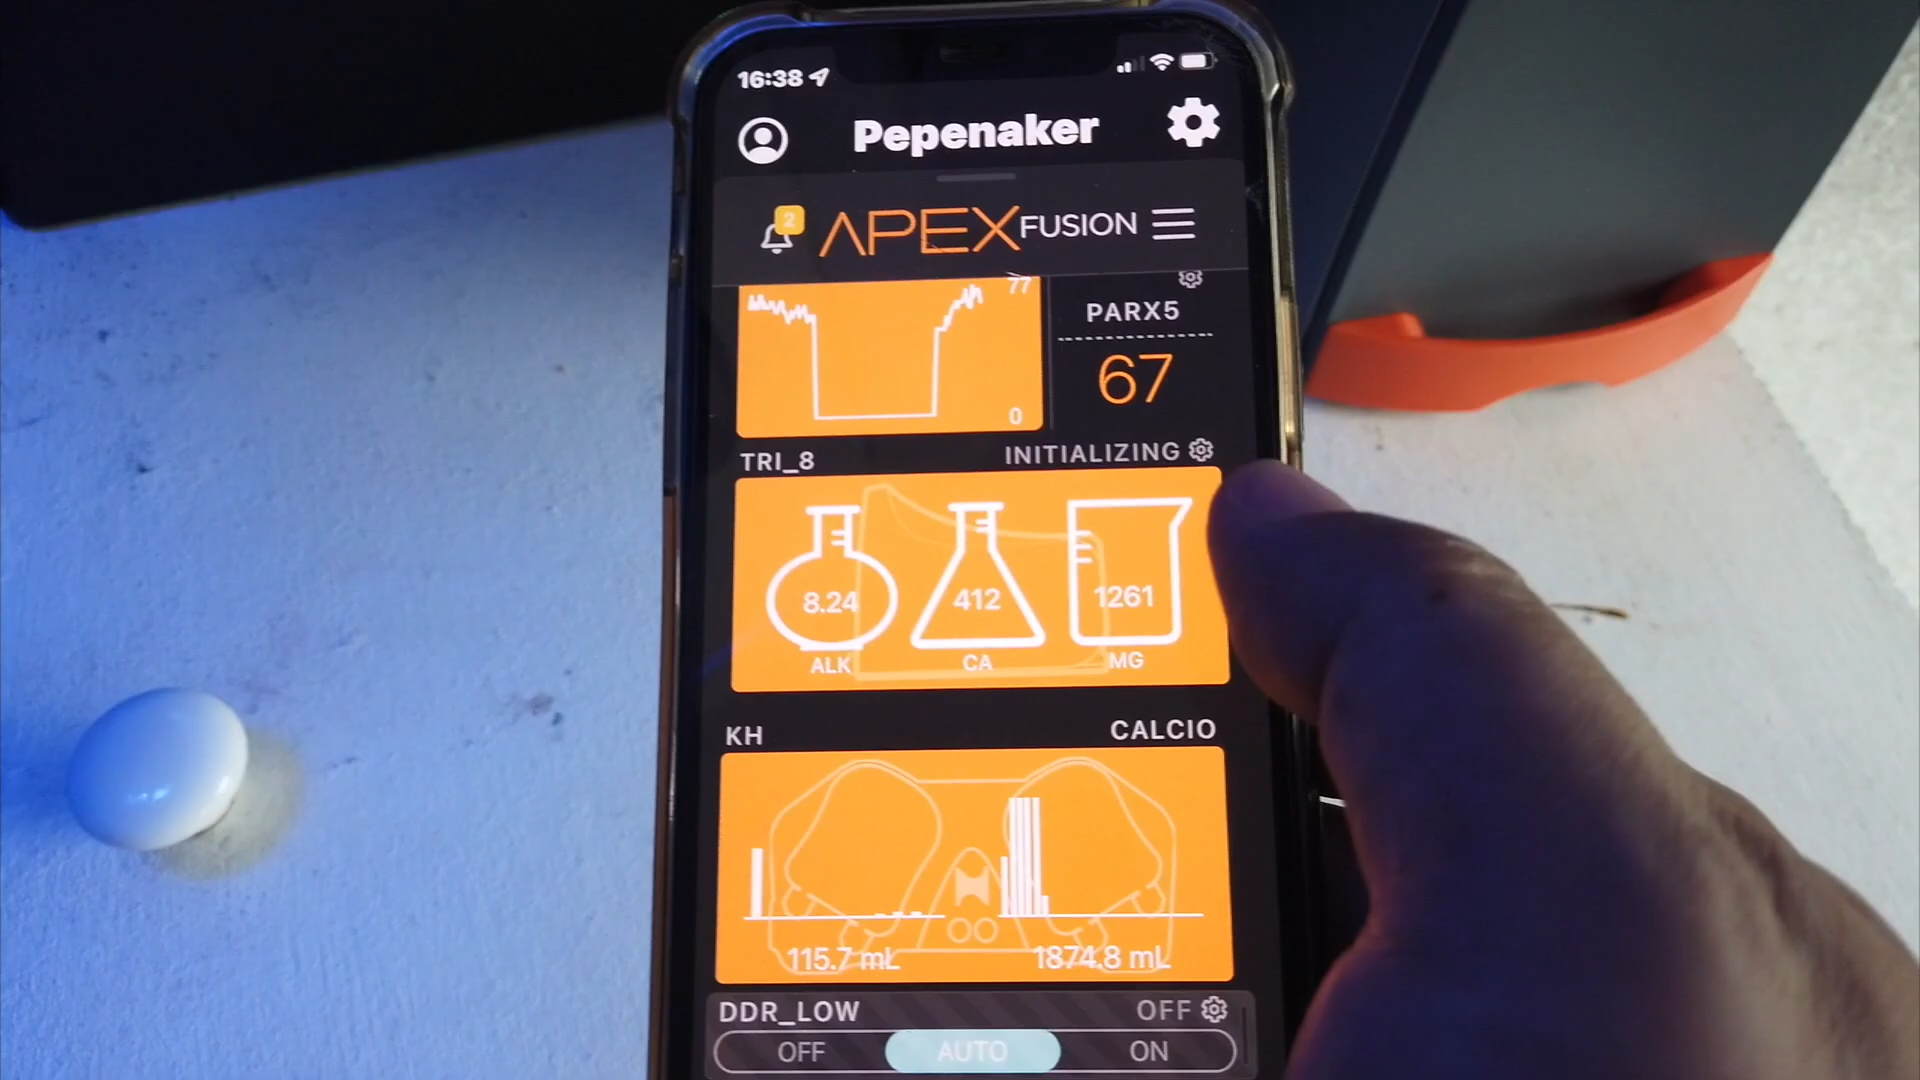 16:38
Pepenaker
2
APEX FUSION
77
PARX5
67
0
TRI_8
INITIALIZING
8.24
412
1261
ALK
CA
MG
KH
CALCIO
115.7 mL
1874.8 mL
DDR_LOW
OFF
OFF
AUTO
ON